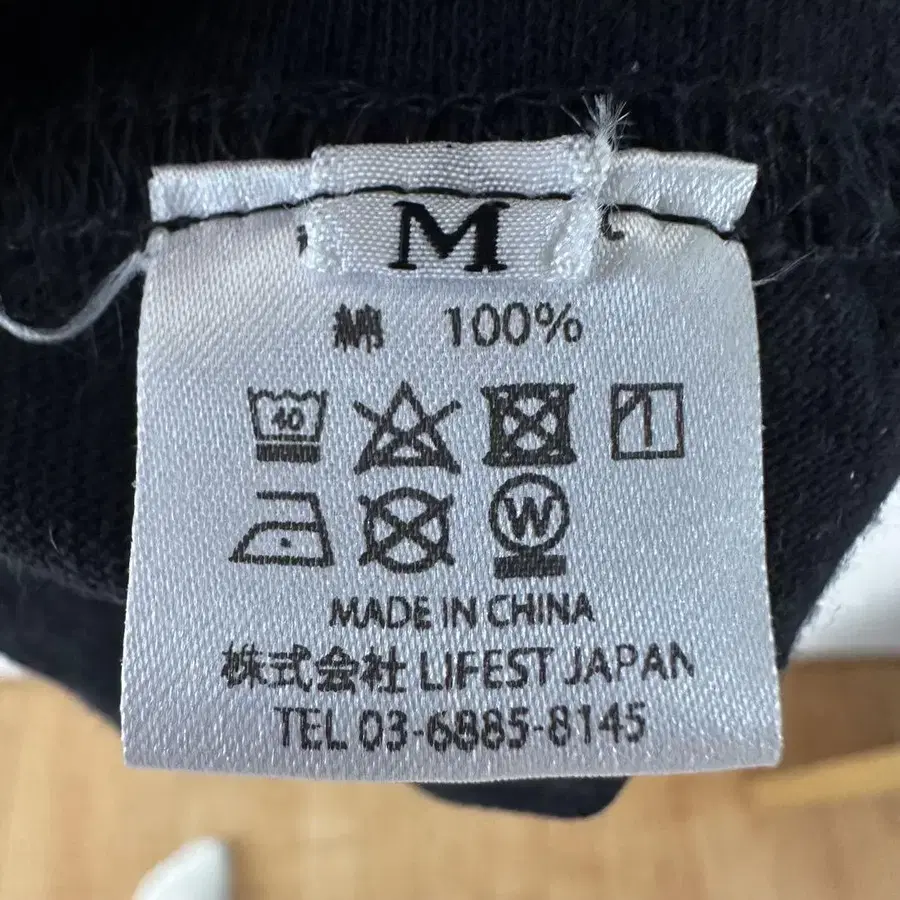 M
綿 100%
40
W
MADE IN CHINA
株式会社 LIFEST JAPAN
TEL 03-6885-8145